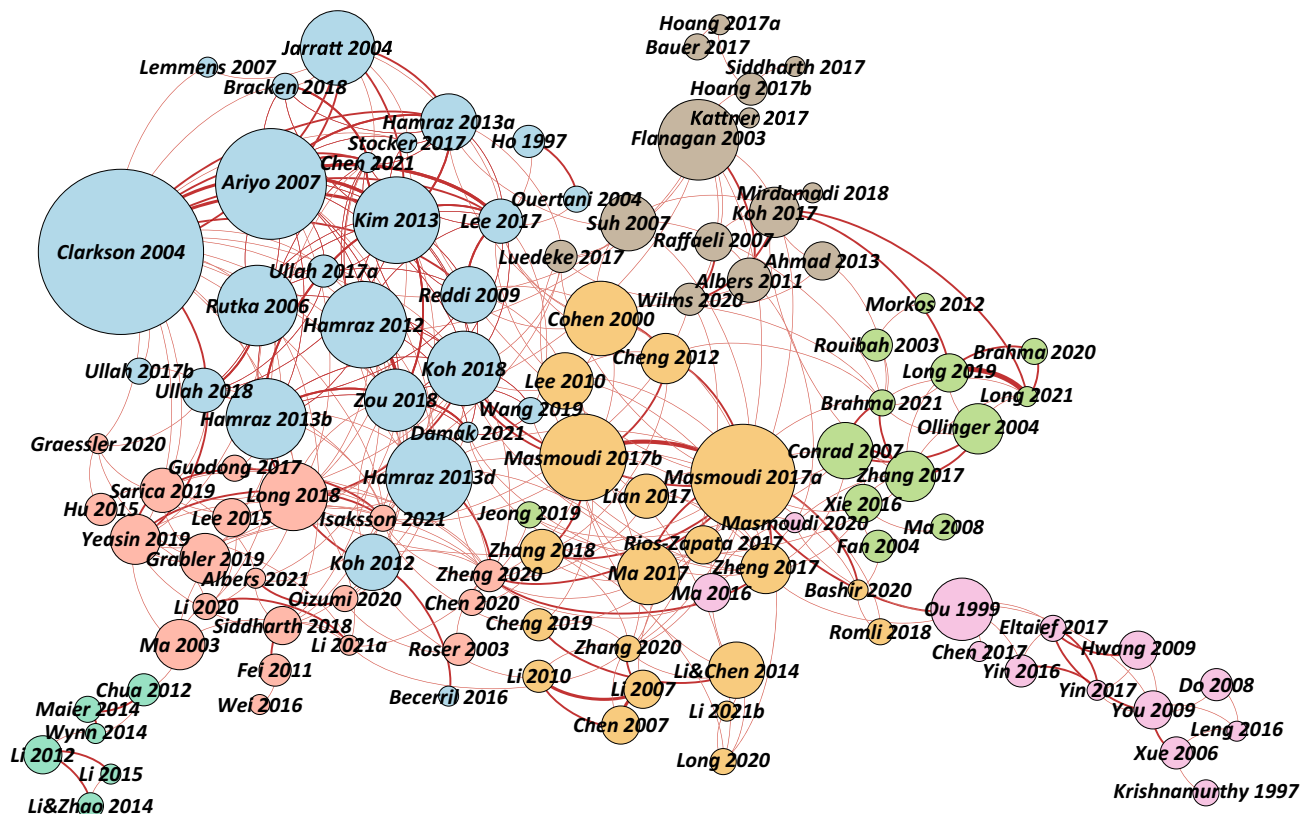 Hoang 2017a
Jarratt 2004
Bauer 2017
Lemmens 2007
Siddharth 2017
Bracken 2018
Hoang 2017b
Kattner 2017
Hamraz 2013a
Flanagan 2003
Stocker 2017
Ho 1997
Chen 2021
Ariyo 2007
Mirdamadi 2018
Ouertani 2004
Koh 2017
Kim 2013
Lee 2017
Suh 2007
Raffaeli 2007
Clarkson 2004
Luedeke 2017
Ahmad 2013
Ullah 2017a
Albers 2011
Reddi 2009
Wilms 2020
Morkos 2012
Rutka 2006
Hamraz 2012
Cohen 2000
Rouibah 2003
Brahma 2020
Cheng 2012
Ullah 2017b
Koh 2018
Long 2019
Lee 2010
Ullah 2018
Long 2021
Zou 2018
Brahma 2021
Wang 2019
Hamraz 2013b
Ollinger 2004
Damak 2021
Graessler 2020
Conrad 2007
Masmoudi 2017b
Guodong 2017
Hamraz 2013d
Masmoudi 2017a
Zhang 2017
Sarica 2019
Long 2018
Lian 2017
Hu 2015
Xie 2016
Lee 2015
Isaksson 2021
Jeong 2019
Masmoudi 2020
Ma 2008
Yeasin 2019
Rios-Zapata 2017
Fan 2004
Zhang 2018
Grabler 2019
Koh 2012
Zheng 2017
Albers 2021
Zheng 2020
Ma 2017
Ma 2016
Bashir 2020
Oizumi 2020
Li 2020
Chen 2020
Ou 1999
Siddharth 2018
Cheng 2019
Eltaief 2017
Romli 2018
Ma 2003
Li 2021a
Roser 2003
Zhang 2020
Hwang 2009
Chen 2017
Fei 2011
Li 2010
Li&Chen 2014
Yin 2016
Chua 2012
Li 2007
Yin 2017
Do 2008
Becerril 2016
Wei 2016
Maier 2014
Li 2021b
You 2009
Chen 2007
Wynn 2014
Leng 2016
Li 2012
Xue 2006
Long 2020
Li 2015
Krishnamurthy 1997
Li&Zhao 2014